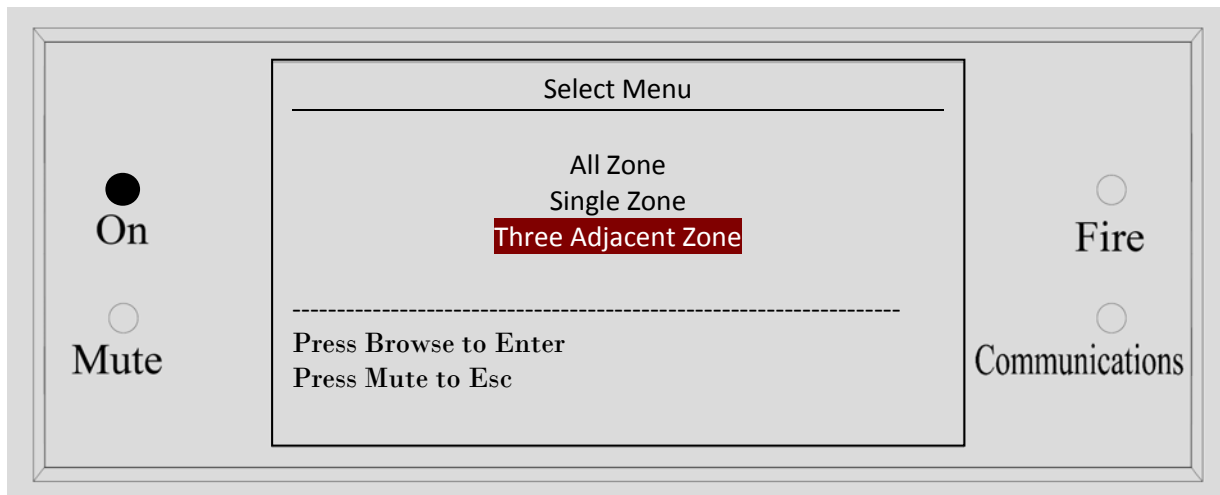 Select Menu
All Zone
Single Zone
Three Adjacent Zone
--------------------------------------------------------------------
Press Browse to Enter
Press Mute to Esc
On
Mute
Fire
Communications